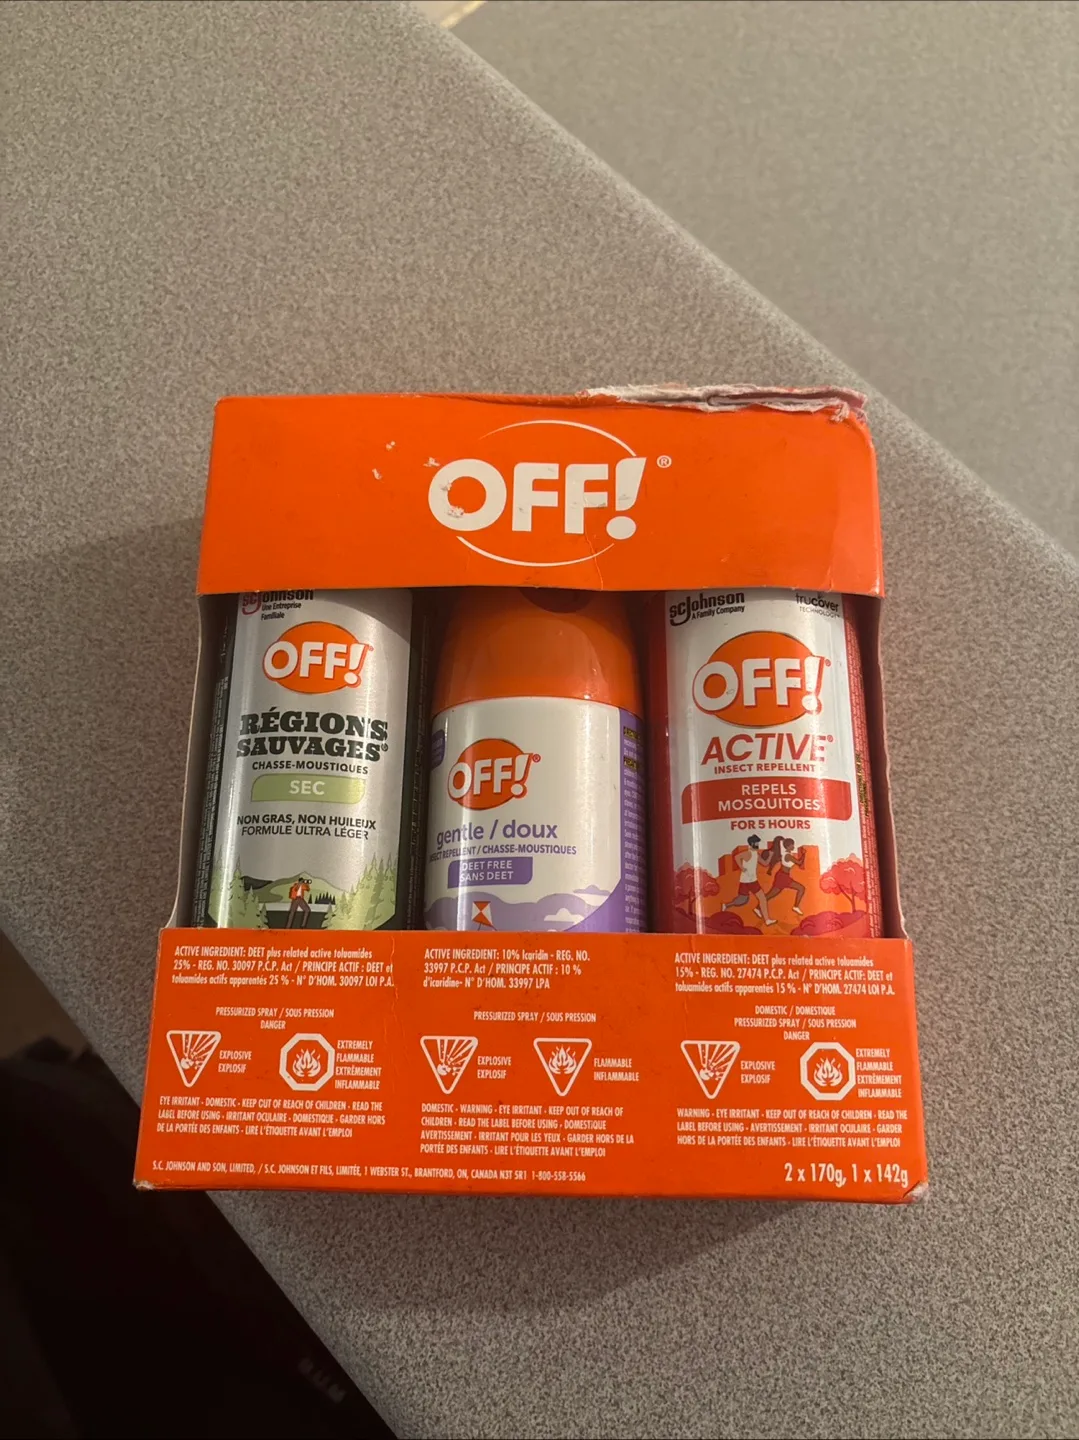 OFF!®
scJohnson
Une Entreprise
Familiale
OFF!
RÉGIONS
SAUVAGES®
CHASSE-MOUSTIQUES
SEC
NON GRAS, NON HUILEUX
FORMULE ULTRA LÉGER
OFF!®
gentle / doux
INSECT REPELLENT / CHASSE-MOUSTIQUES
DEET FREE
SANS DEET
scJohnson
A Family Company
trucover
TECHNOLOGY
OFF!®
ACTIVE®
INSECT REPELLENT
REPELS
MOSQUITOES
FOR 5 HOURS
ACTIVE INGREDIENT: DEET plus related active toluamides
25% - REG. NO. 30097 P.C.P. Act / PRINCIPE ACTIF : DEET et
toluamides actifs apparentés 25 % - N° D'HOM. 30097 LOI P.A.
PRESSURIZED SPRAY / SOUS PRESSION
DANGER
EXPLOSIVE
EXPLOSIF
EXTREMELY
FLAMMABLE
EXTRÊMEMENT
INFLAMMABLE
EYE IRRITANT - DOMESTIC - KEEP OUT OF REACH OF CHILDREN - READ THE
LABEL BEFORE USING - IRRITANT OCULAIRE - DOMESTIQUE - GARDER HORS
DE LA PORTÉE DES ENFANTS - LIRE L'ÉTIQUETTE AVANT L'EMPLOI
ACTIVE INGREDIENT: 10% Icaridin - REG. NO.
33997 P.C.P. Act / PRINCIPE ACTIF : 10 %
d'icaridine- N° D'HOM. 33997 LPA
PRESSURIZED SPRAY / SOUS PRESSION
EXPLOSIVE
EXPLOSIF
FLAMMABLE
INFLAMMABLE
DOMESTIC - WARNING - EYE IRRITANT - KEEP OUT OF REACH OF
CHILDREN - READ THE LABEL BEFORE USING - DOMESTIQUE
AVERTISSEMENT - IRRITANT POUR LES YEUX - GARDER HORS DE LA
PORTÉE DES ENFANTS - LIRE L'ÉTIQUETTE AVANT L'EMPLOI
ACTIVE INGREDIENT: DEET plus related active toluamides
15% - REG. NO. 27474 P.C.P. Act / PRINCIPE ACTIF: DEET et
toluamides actifs apparentés 15 % - N° D'HOM. 27474 LOI P.A.
DOMESTIC / DOMESTIQUE
PRESSURIZED SPRAY / SOUS PRESSION
DANGER
EXPLOSIVE
EXPLOSIF
EXTREMELY
FLAMMABLE
EXTRÊMEMENT
INFLAMMABLE
WARNING - EYE IRRITANT - KEEP OUT OF REACH OF CHILDREN - READ THE
LABEL BEFORE USING - AVERTISSEMENT - IRRITANT OCULAIRE - GARDER
HORS DE LA PORTÉE DES ENFANTS - LIRE L'ÉTIQUETTE AVANT L'EMPLOI
S.C. JOHNSON AND SON, LIMITED, / S.C. JOHNSON ET FILS, LIMITÉE, 1 WEBSTER ST., BRANTFORD, ON, CANADA N3T 5R1 1-800-558-5566
2 x 170g, 1 x 142g